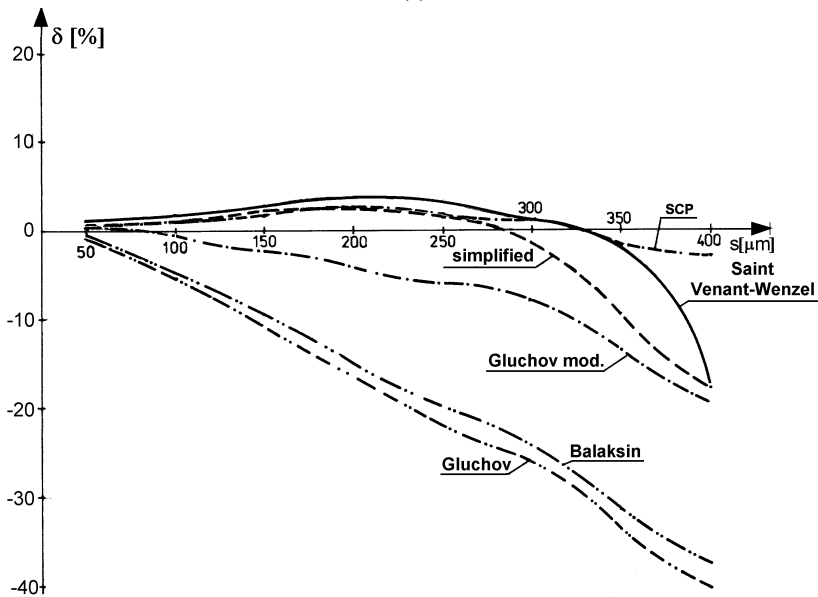 δ [%]
20
10
0
-10
-20
-30
-40
50
100
150
200
250
300
350
400
s[μm]
SCP
simplified
Saint
Venant-Wenzel
Gluchov mod.
Balaksin
Gluchov